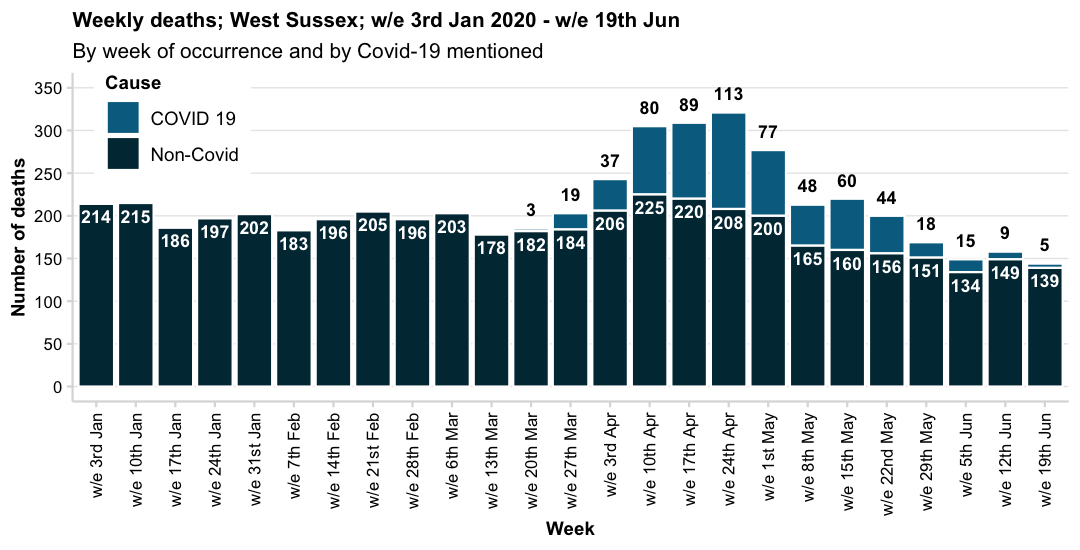 Weekly deaths; West Sussex; w/e 3rd Jan 2020 - w/e 19th Jun
By week of occurrence and by Covid-19 mentioned
Cause
COVID 19
Non-Covid
Number of deaths
350
300
250
200
150
100
50
0
3
19
37
80
89
113
77
48
60
44
18
15
9
5
214
215
186
197
202
183
196
205
196
203
178
182
184
206
225
220
208
200
165
160
156
151
134
149
139
w/e 3rd Jan
w/e 10th Jan
w/e 17th Jan
w/e 24th Jan
w/e 31st Jan
w/e 7th Feb
w/e 14th Feb
w/e 21st Feb
w/e 28th Feb
w/e 6th Mar
w/e 13th Mar
w/e 20th Mar
w/e 27th Mar
w/e 3rd Apr
w/e 10th Apr
w/e 17th Apr
w/e 24th Apr
w/e 1st May
w/e 8th May
w/e 15th May
w/e 22nd May
w/e 29th May
w/e 5th Jun
w/e 12th Jun
w/e 19th Jun
Week